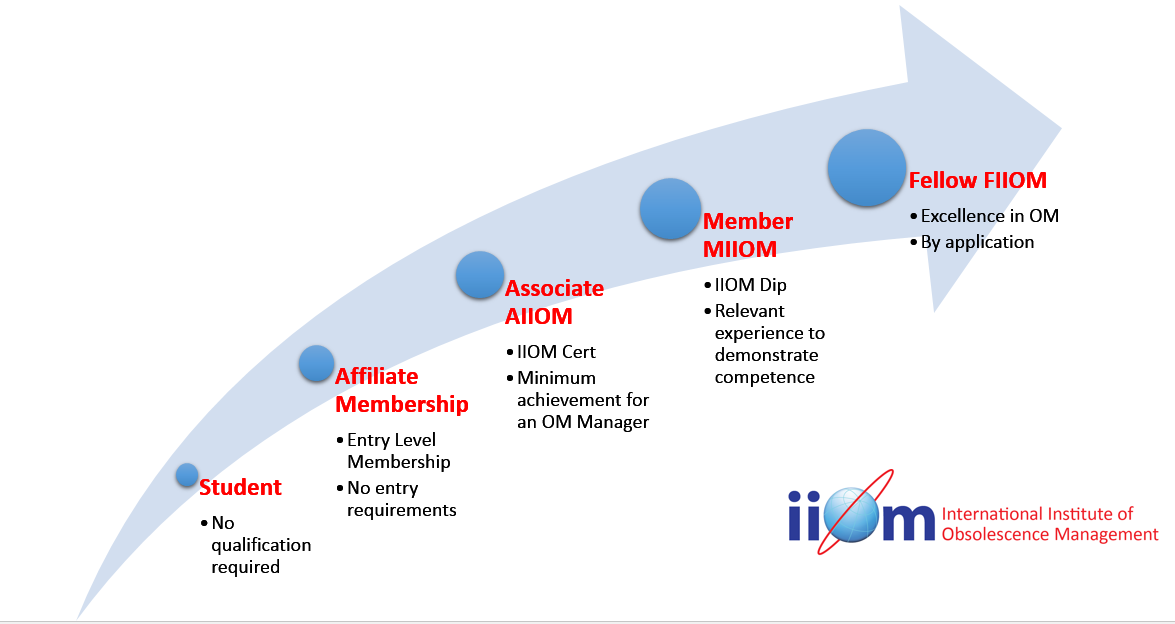 Student
• No
qualification
required
Affiliate
Membership
• Entry Level
Membership
• No entry
requirements
Associate
AIIOM
• IIOM Cert
• Minimum
achievement for
an OM Manager
Member
MIIOM
• IIOM Dip
• Relevant
experience to
demonstrate
competence
Fellow FIIOM
• Excellence in OM
• By application
iiom
International Institute of
Obsolescence Management